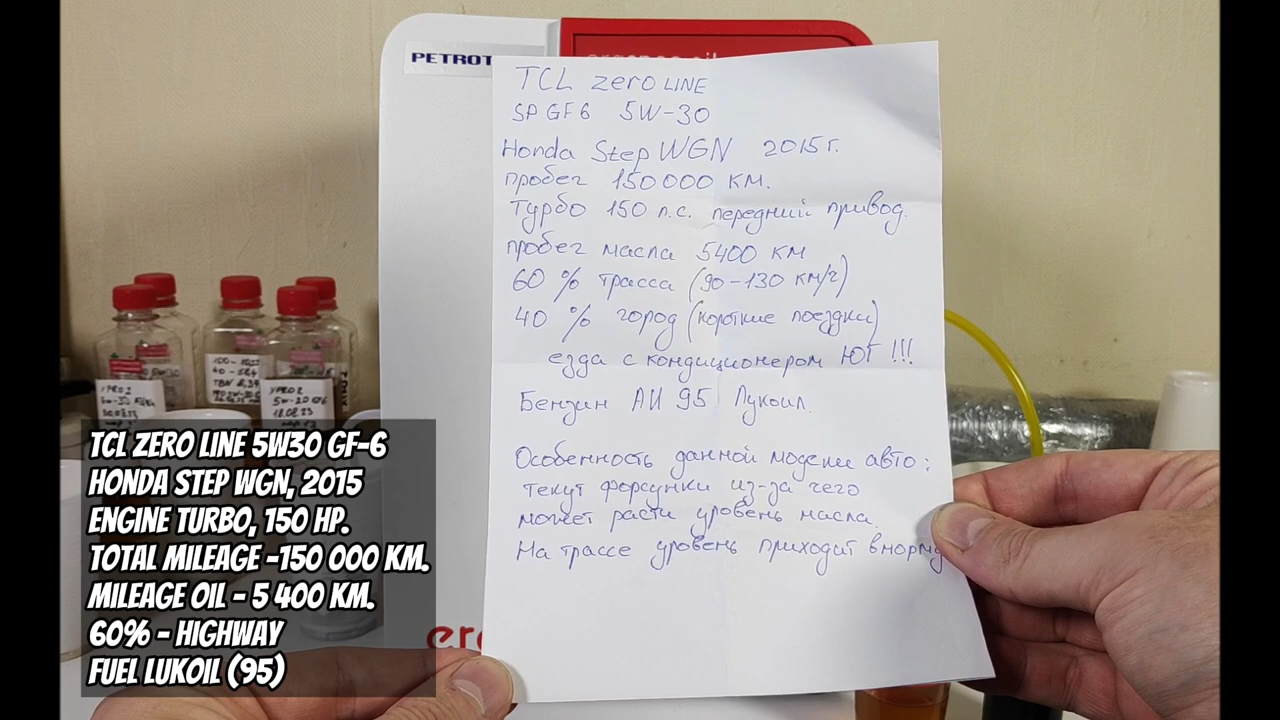 PETROT
TCL zero LINE
SP GF6 5W-30
Honda Step WGN 2015г.
пробег 150000 км.
Турбо 150 л.с. передний привод.
пробег масла 5400 км
60 % трасса (90-130 км/г)
40 % город (короткие поездки)
езда с кондиционером ЮГ !!!
Бензин АИ 95 Лукоил.
Особенность данной модели авто:
текут форсунки из-за чего
может расти уровень масла.
На трассе уровень приходит в норму
5W-20 GF6
TCL ZERO LINE 5W30 GF-6
HONDA STEP WGN, 2015
ENGINE TURBO, 150 HP.
TOTAL MILEAGE -150 000 KM.
MILEAGE OIL - 5 400 KM.
60% - HIGHWAY
FUEL LUKOIL (95)